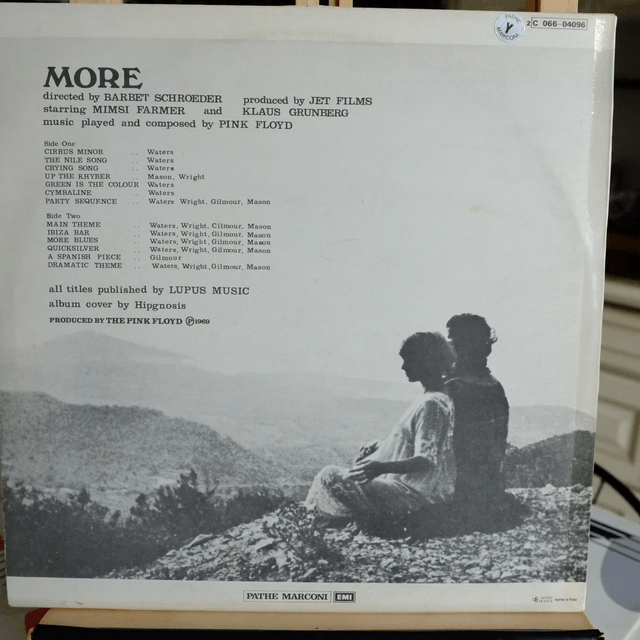 PATHE
Y
MARCONI
2 C 066-04096
MORE
directed by BARBET SCHROEDER produced by JET FILMS
starring MIMSI FARMER and KLAUS GRUNBERG
music played and composed by PINK FLOYD
Side One
CIRRUS MINOR .. Waters
THE NILE SONG .. Waters
CRYING SONG .. Waters
UP THE KHYBER .. Mason, Wright
GREEN IS THE COLOUR Waters
CYMBALINE .. Waters
PARTY SEQUENCE .. Waters Wright, Gilmour, Mason
Side Two
MAIN THEME .. Waters, Wright, Gilmour, Mason
IBIZA BAR .. Waters, Wright, Gilmour, Mason
MORE BLUES .. Waters, Wright, Gilmour, Mason
QUICKSILVER .. Waters, Wright, Gilmour, Mason
A SPANISH PIECE .. Gilmour
DRAMATIC THEME .. Waters, Wright, Gilmour, Mason
all titles published by LUPUS MUSIC
album cover by Hipgnosis
PRODUCED BY THE PINK FLOYD Ⓟ1969
PATHE MARCONI EMI